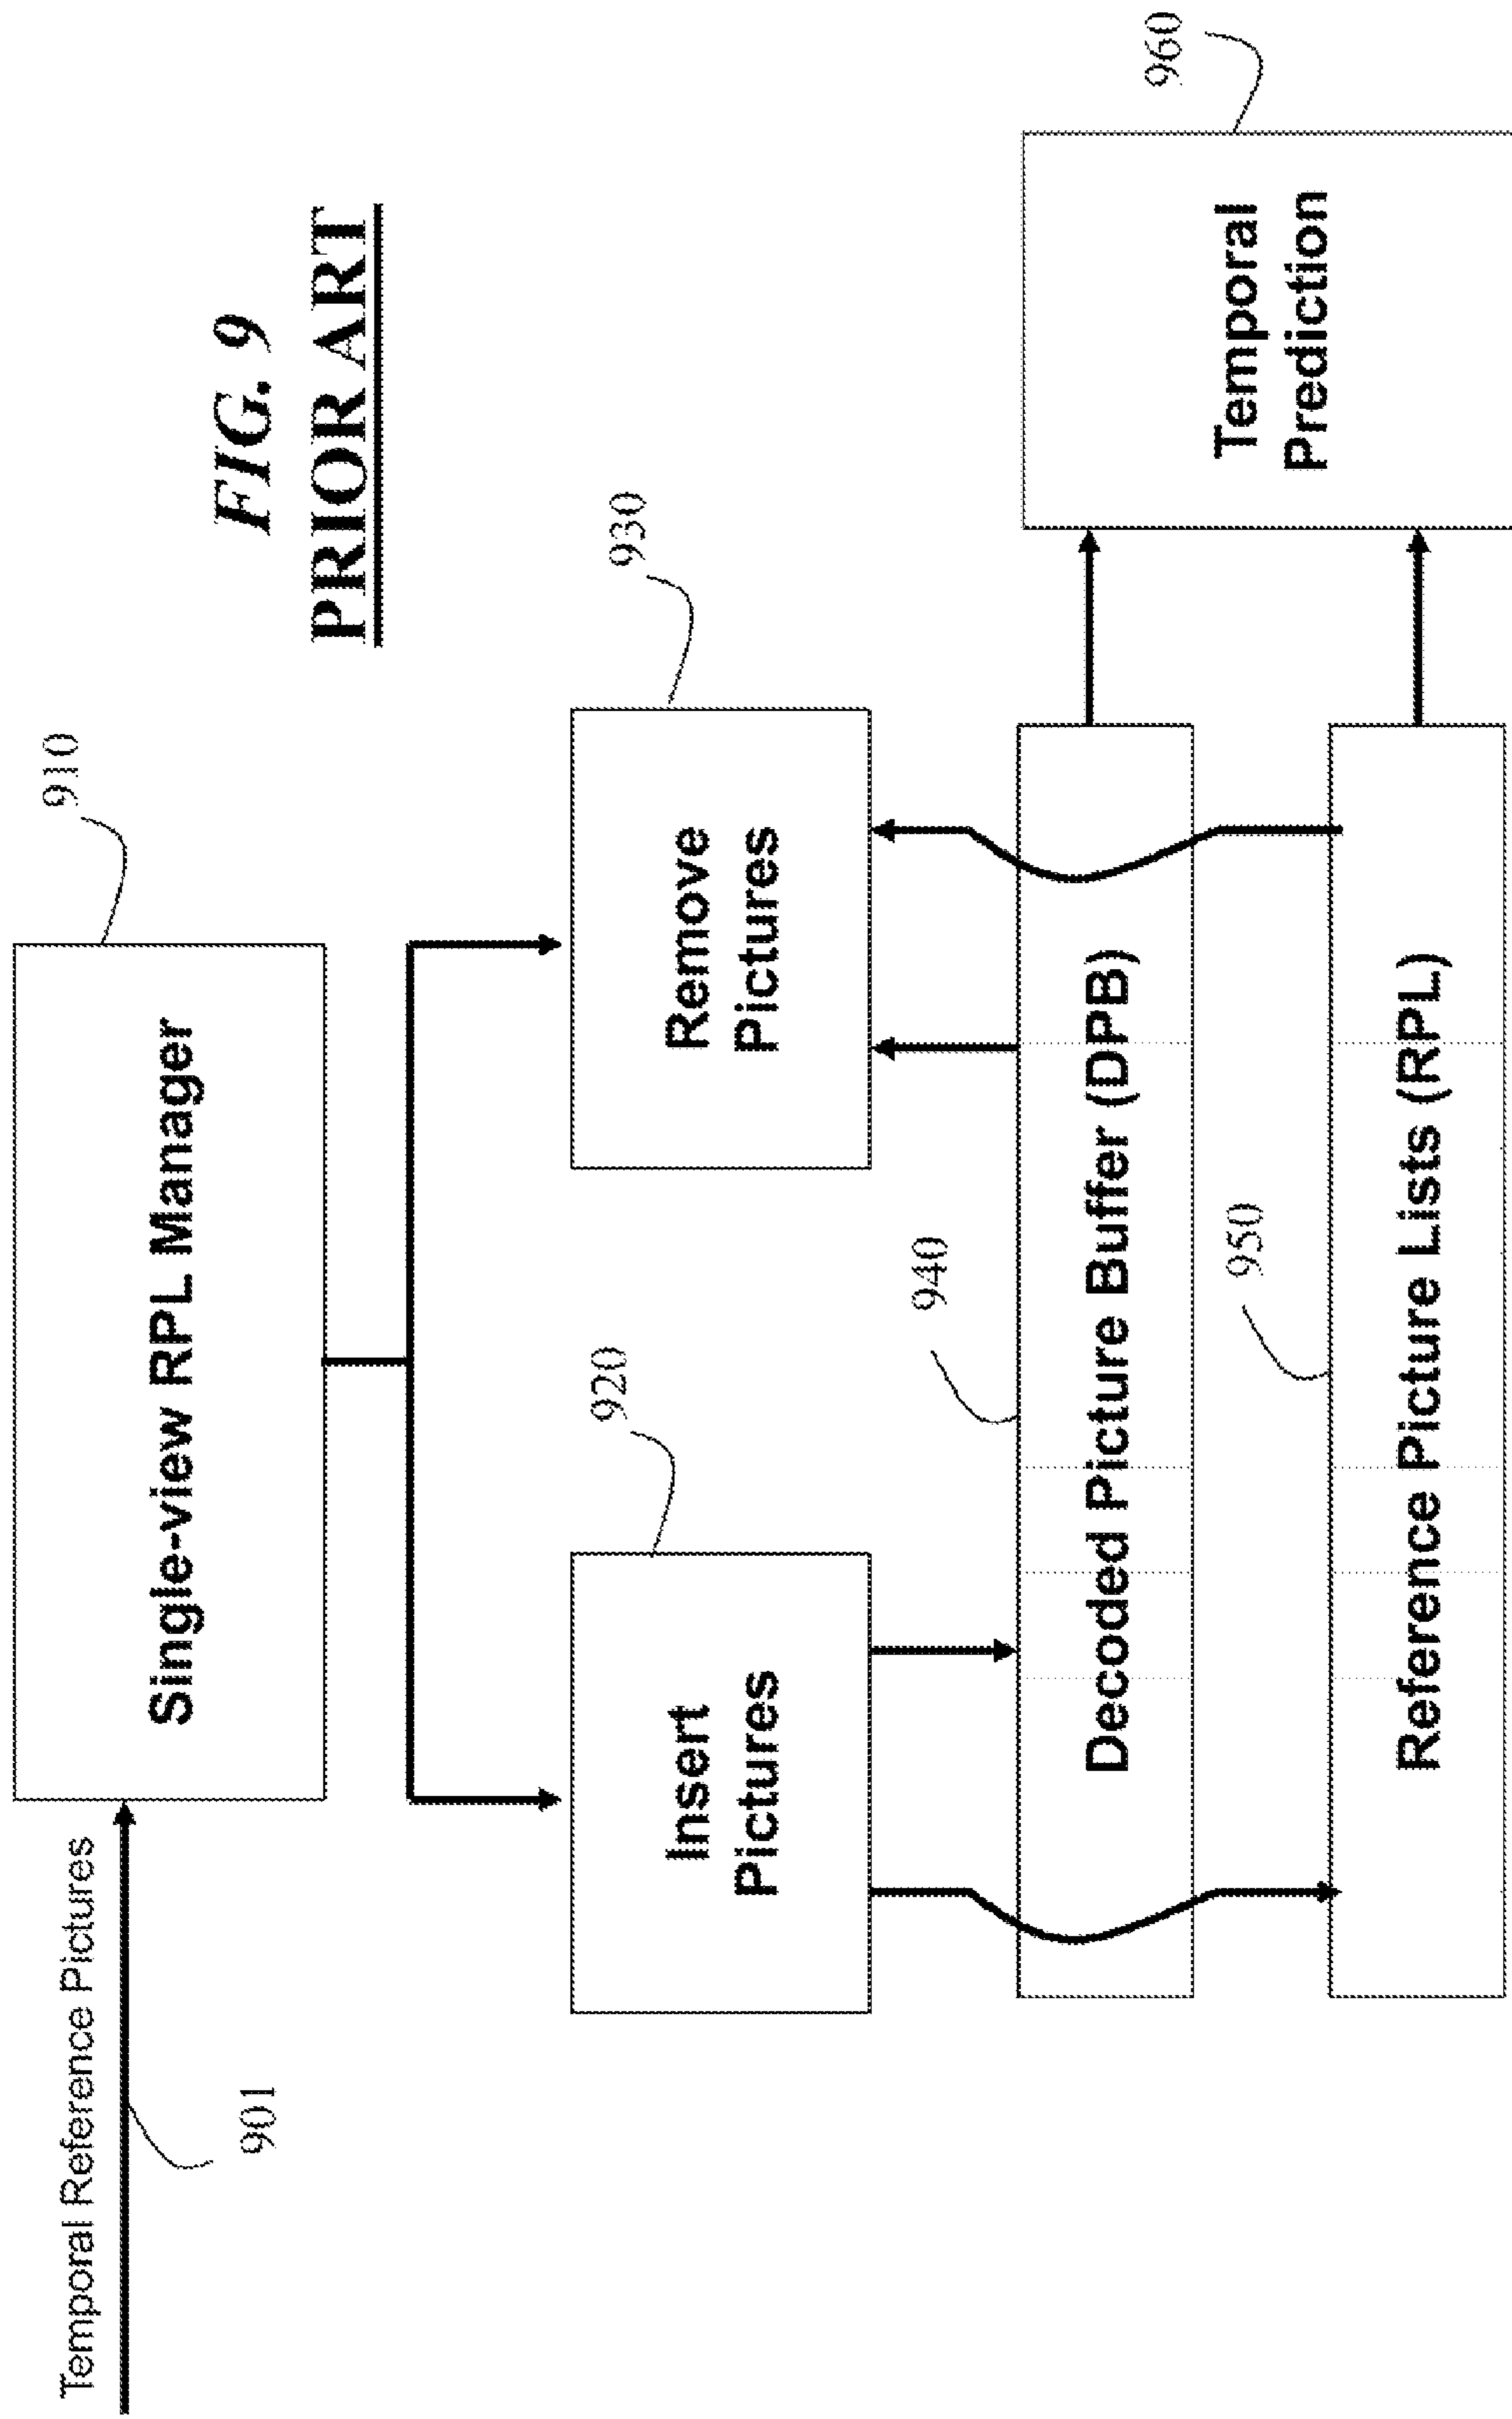 FIG. 9
PRIOR ART
910
Temporal Reference Pictures
901
Single-view RPL Manager
920
930
Insert
Pictures
Remove
Pictures
940
Decoded Picture Buffer (DPB)
950
Reference Picture Lists (RPL)
960
Temporal
Prediction